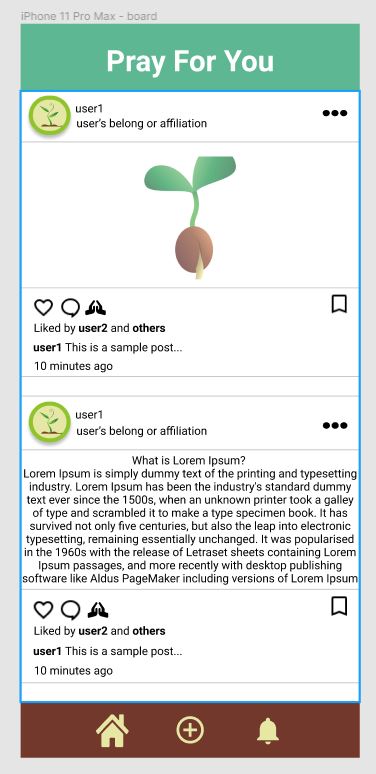 iPhone 11 Pro Max - board
Pray For You
user1
user's belong or affiliation
Liked by user2 and others
user1 This is a sample post...
10 minutes ago
user1
user's belong or affiliation
What is Lorem Ipsum?
Lorem Ipsum is simply dummy text of the printing and typesetting
industry. Lorem Ipsum has been the industry's standard dummy
text ever since the 1500s, when an unknown printer took a galley
of type and scrambled it to make a type specimen book. It has
survived not only five centuries, but also the leap into electronic
typesetting, remaining essentially unchanged. It was popularised
in the 1960s with the release of Letraset sheets containing Lorem
Ipsum passages, and more recently with desktop publishing
software like Aldus PageMaker including versions of Lorem Ipsum
Liked by user2 and others
user1 This is a sample post...
10 minutes ago